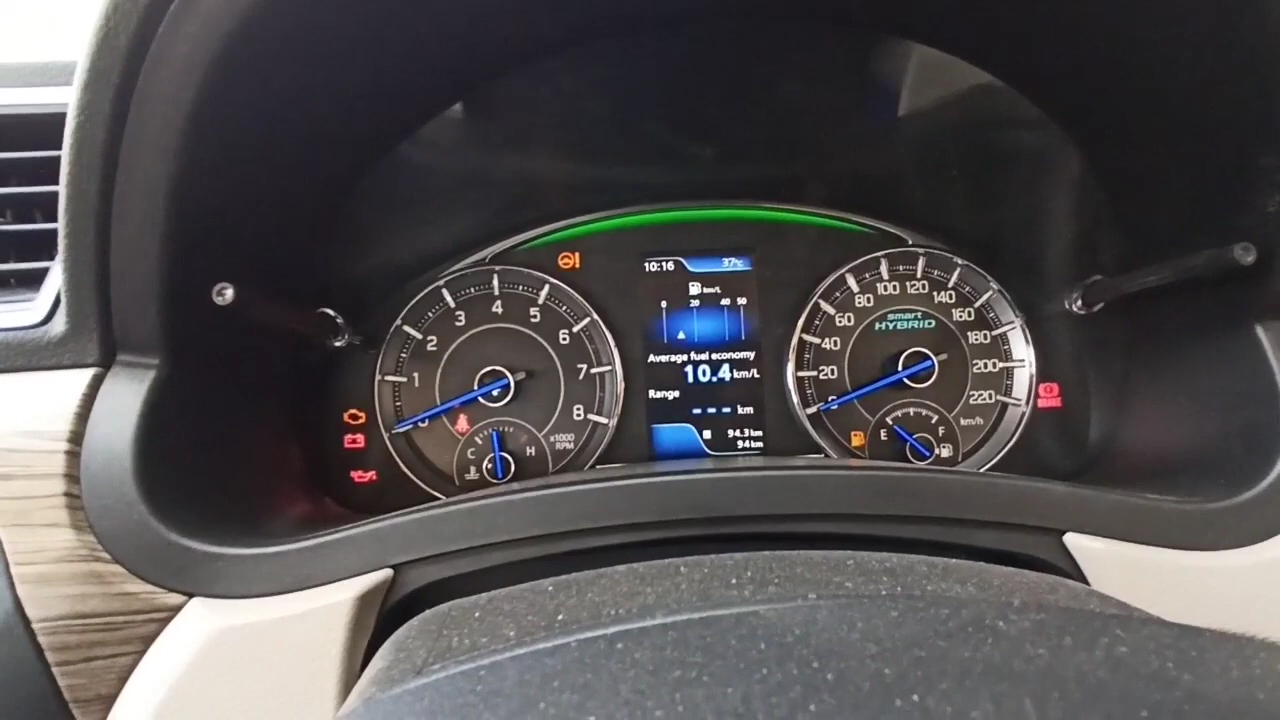 10:16 37°C
km/L
0 20 40 50
Average fuel economy
10.4 km/L
Range
--- km
94.3 km
94 km
0 1 2 3 4 5 6 7 8
x1000
RPM
C H
20 40 60 80 100 120 140 160 180 200 220
smart
HYBRID
km/h
E F
BRAKE